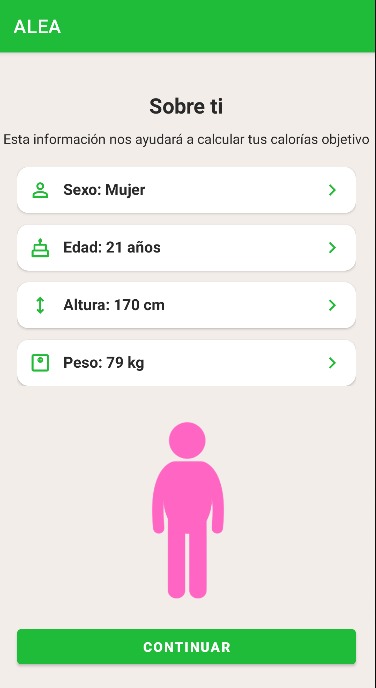 ALEA
Sobre ti
Esta información nos ayudará a calcular tus calorías objetivo
Sexo: Mujer
Edad: 21 años
Altura: 170 cm
Peso: 79 kg
CONTINUAR